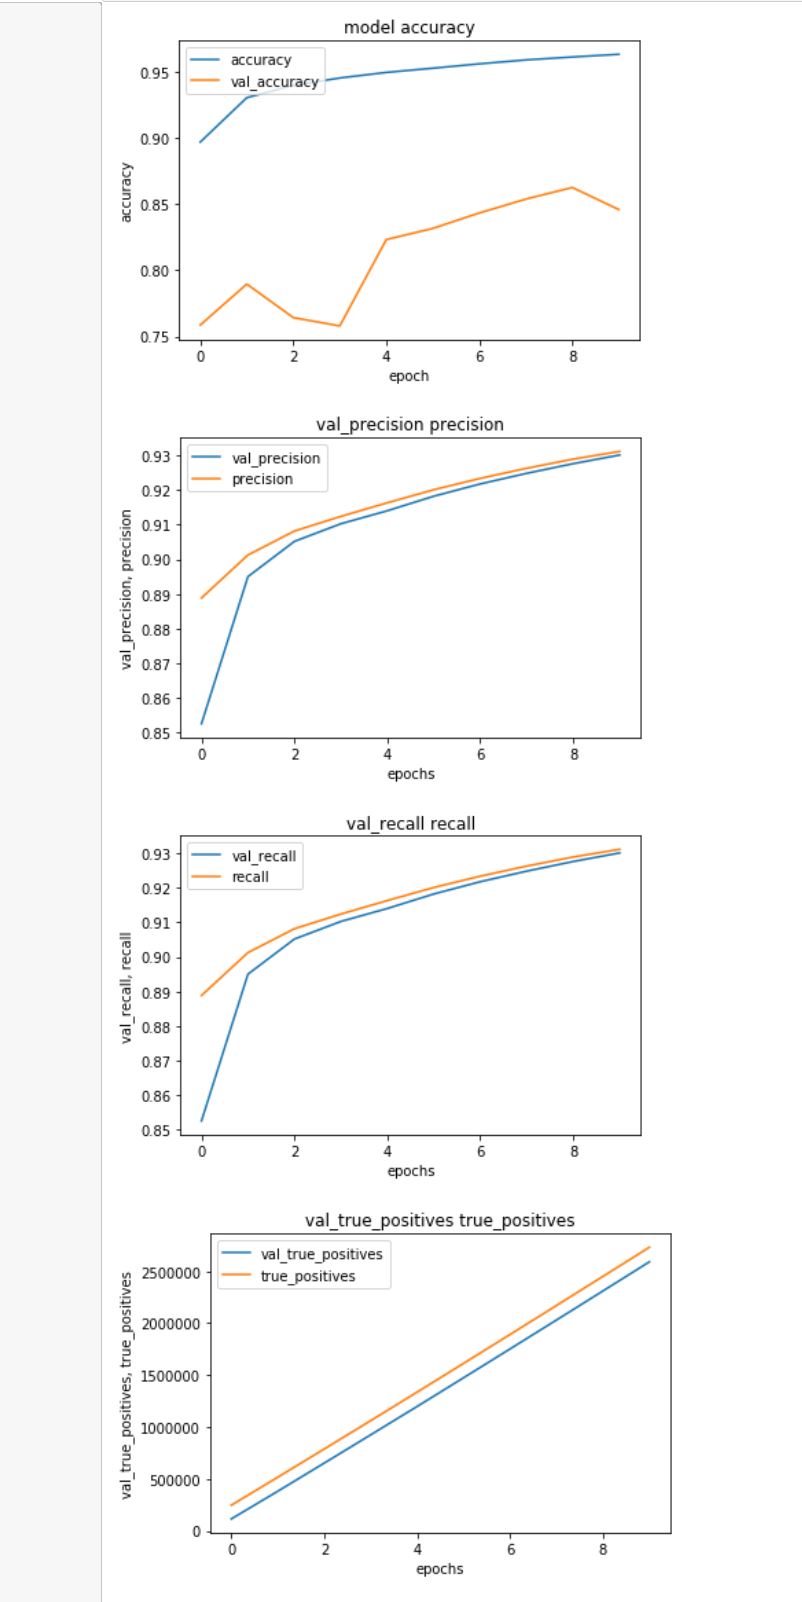 model accuracy
accuracy
val_accuracy
0.95
0.90
0.85
0.80
0.75
accuracy
0 2 4 6 8
epoch
val_precision precision
val_precision
precision
0.93
0.92
0.91
0.90
0.89
0.88
0.87
0.86
0.85
val_precision, precision
0 2 4 6 8
epochs
val_recall recall
val_recall
recall
0.93
0.92
0.91
0.90
0.89
0.88
0.87
0.86
0.85
val_recall, recall
0 2 4 6 8
epochs
val_true_positives true_positives
val_true_positives
true_positives
2500000
2000000
1500000
1000000
500000
0
val_true_positives, true_positives
0 2 4 6 8
epochs